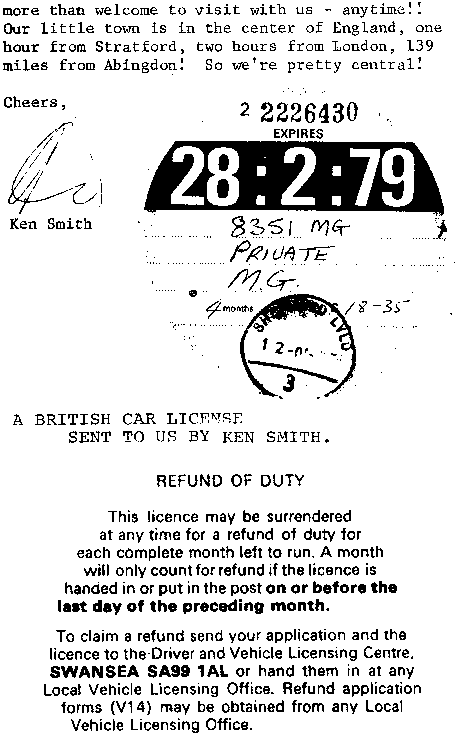 more than welcome to visit with us - anytime!!
Our little town is in the center of England, one
hour from Stratford, two hours from London, 139
miles from Abingdon!  So we're pretty central!
Cheers,
2 2226430
EXPIRES
28:2:79
Ken Smith
8351 MG
PRIVATE
M.G.
4 months
18-35
LVLO
12
3
A BRITISH CAR LICENSE
SENT TO US BY KEN SMITH.
REFUND OF DUTY
This licence may be surrendered
at any time for a refund of duty for
each complete month left to run. A month
will only count for refund if the licence is
handed in or put in the post on or before the
last day of the preceding month.
To claim a refund send your application and the
licence to the Driver and Vehicle Licensing Centre,
SWANSEA SA99 1AL or hand them in at any
Local Vehicle Licensing Office. Refund application
forms (V14) may be obtained from any Local
Vehicle Licensing Office.